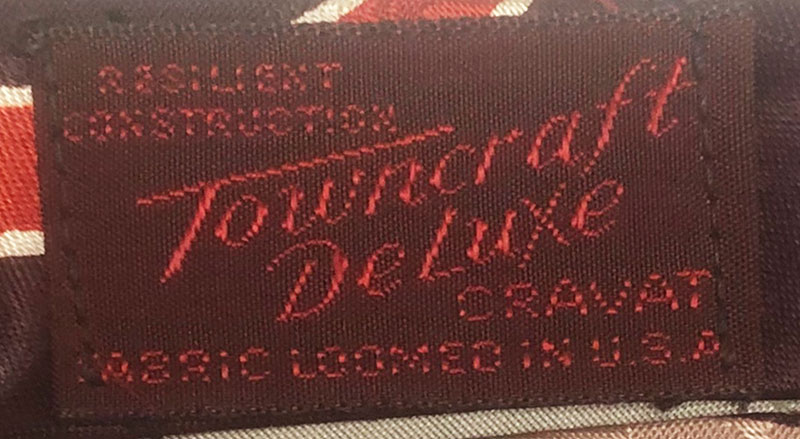 RESILIENT
CONSTRUCTION
Towncraft
DeLuxe
CRAVAT
FABRiC LOOMED iN U.S.A